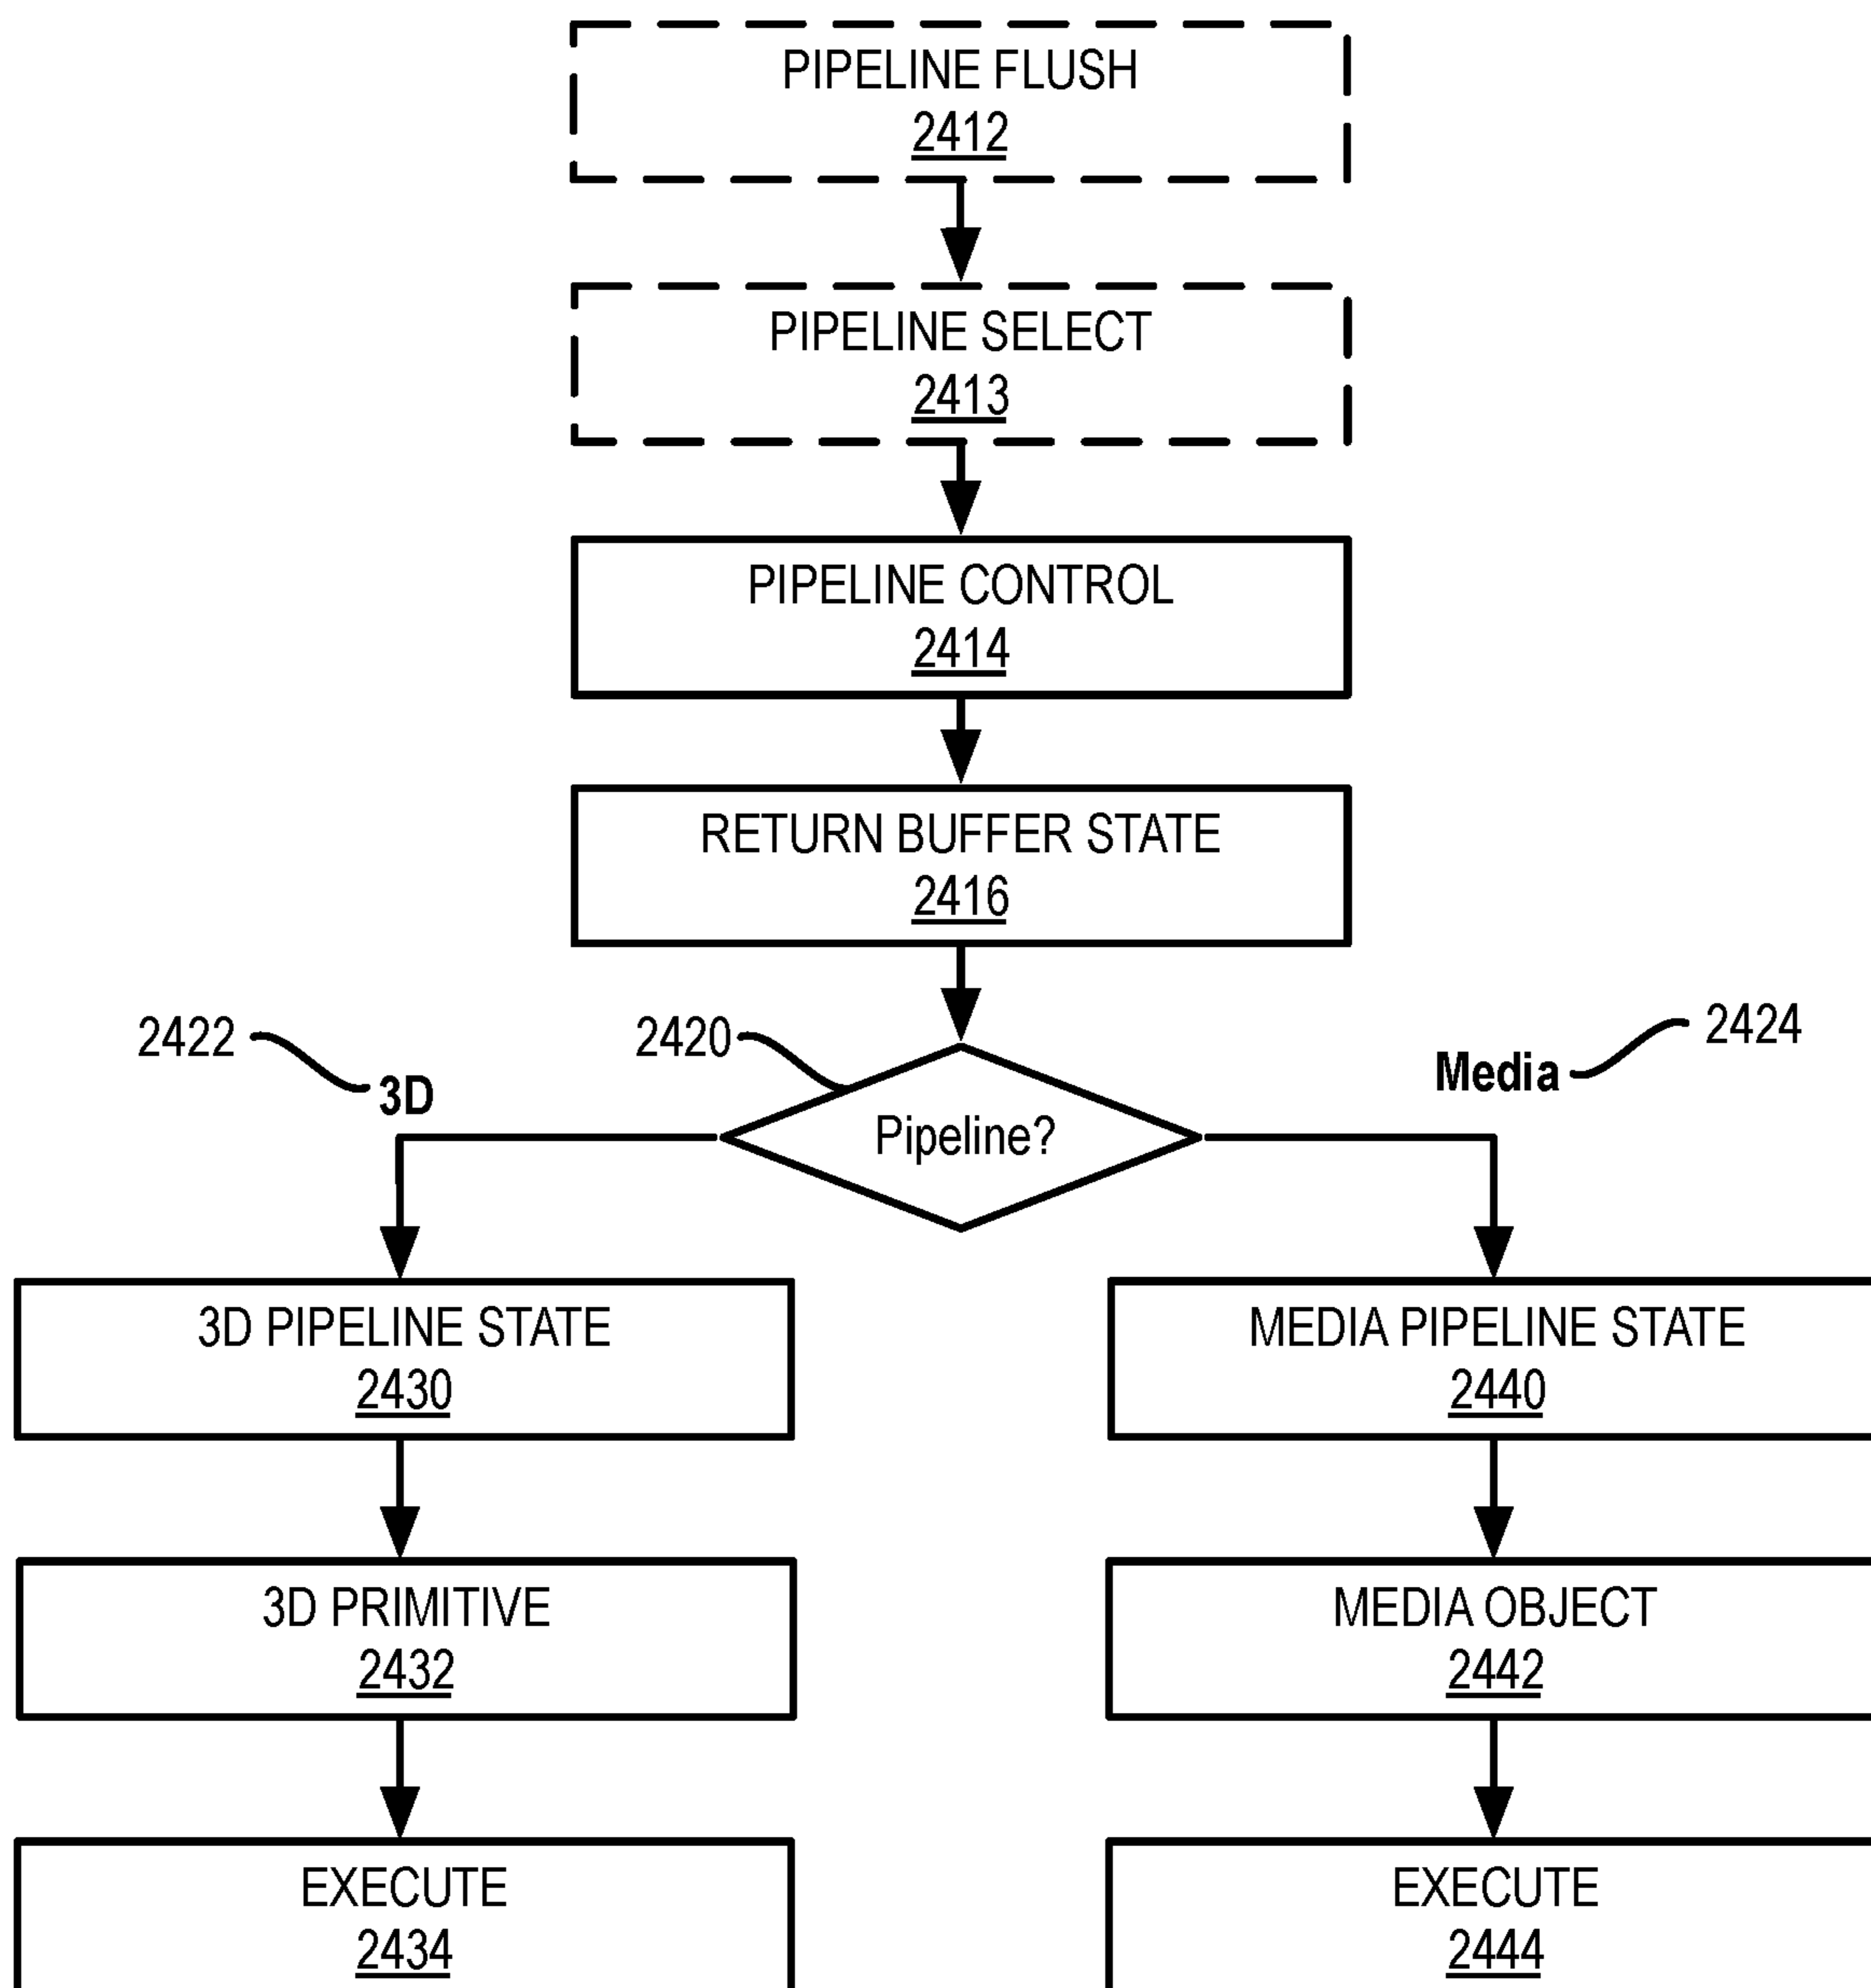 PIPELINE FLUSH
2412
PIPELINE SELECT
2413
PIPELINE CONTROL
2414
RETURN BUFFER STATE
2416
2422
2420
2424
3D
Media
Pipeline?
3D PIPELINE STATE
2430
MEDIA PIPELINE STATE
2440
3D PRIMITIVE
2432
MEDIA OBJECT
2442
EXECUTE
2434
EXECUTE
2444